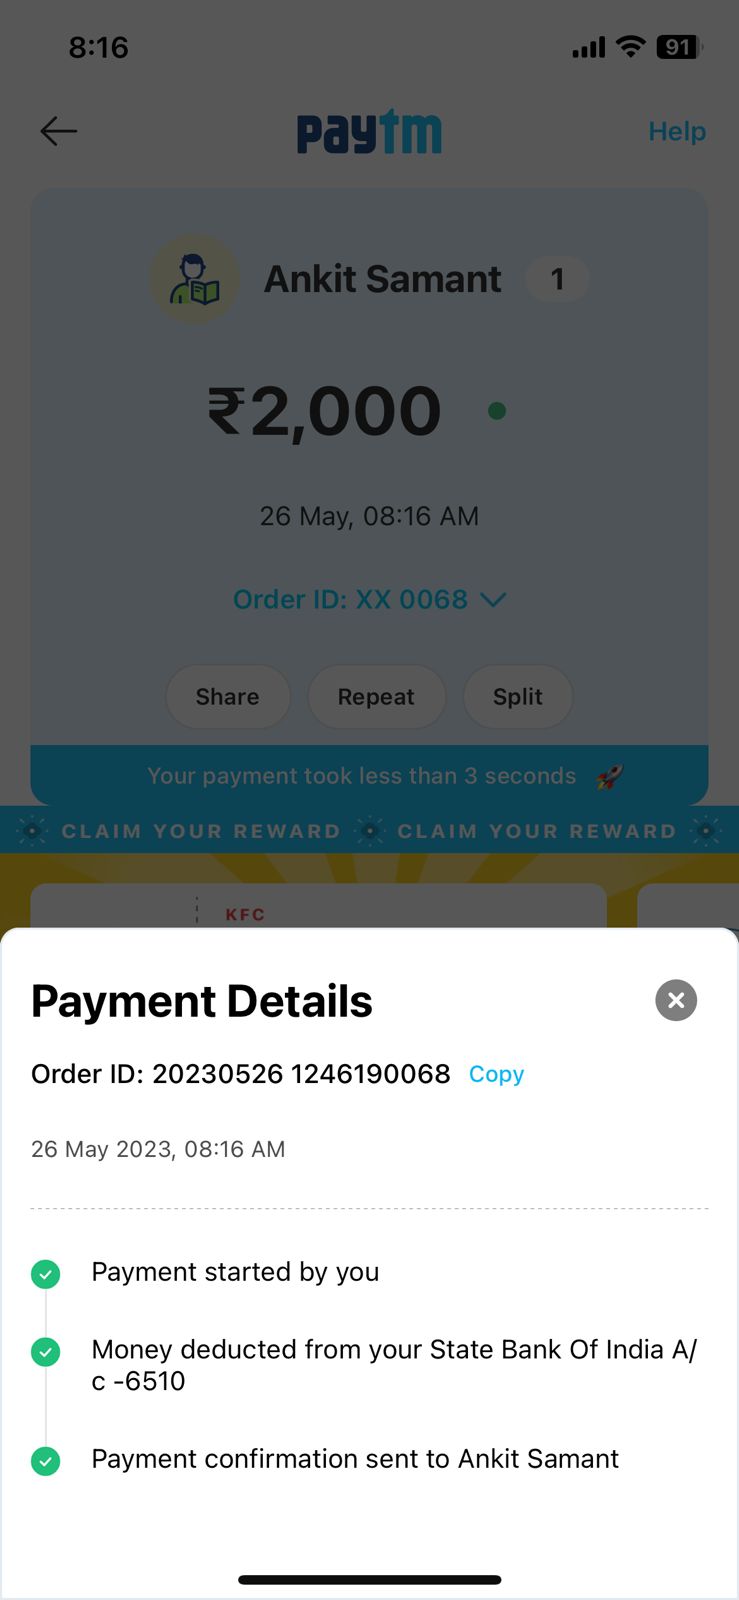 8:16
91
paytm
Help
Ankit Samant 1
₹2,000
26 May, 08:16 AM
Order ID: XX 0068
Share Repeat Split
Your payment took less than 3 seconds
CLAIM YOUR REWARD CLAIM YOUR REWARD
KFC
Payment Details
Order ID: 20230526 1246190068 Copy
26 May 2023, 08:16 AM
Payment started by you
Money deducted from your State Bank Of India A/
c -6510
Payment confirmation sent to Ankit Samant